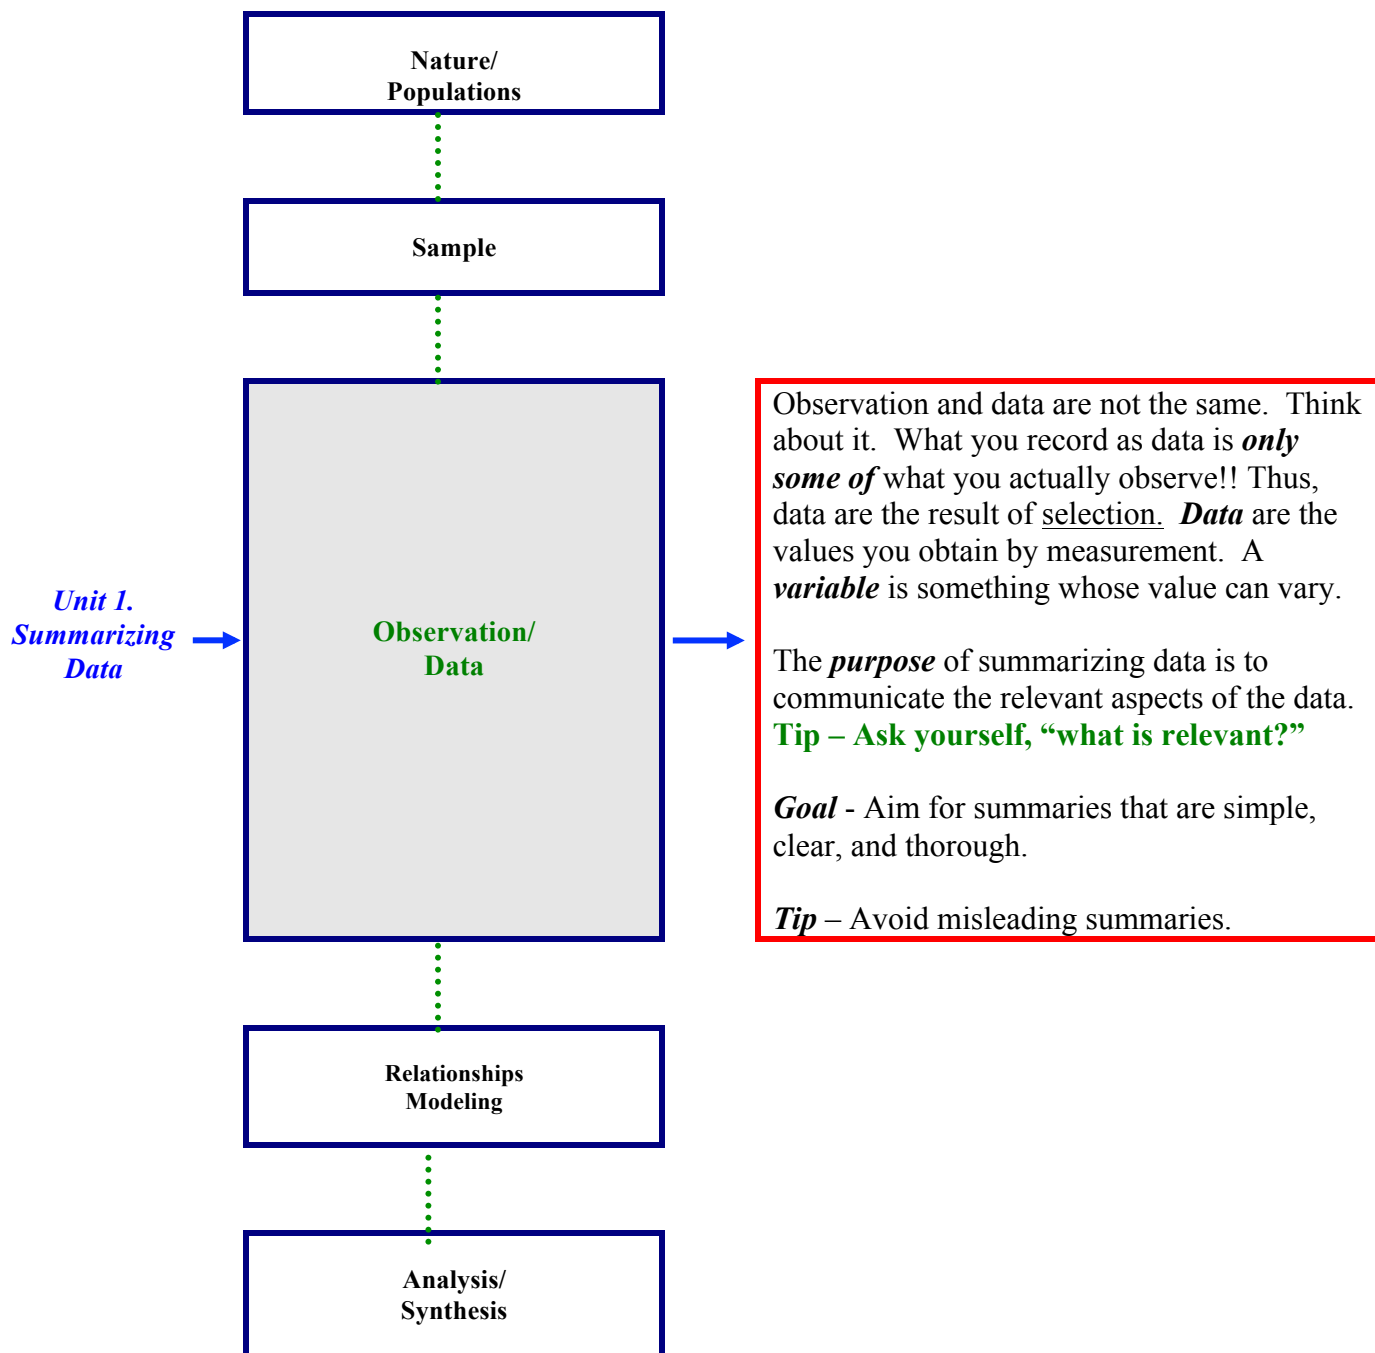 Nature/
Populations
Sample
Unit 1.
Summarizing
Data
Observation/
Data
Observation and data are not the same.  Think
about it.  What you record as data is only
some of what you actually observe!! Thus,
data are the result of selection.  Data are the
values you obtain by measurement.  A
variable is something whose value can vary.
The purpose of summarizing data is to
communicate the relevant aspects of the data.
Tip – Ask yourself, “what is relevant?”
Goal - Aim for summaries that are simple,
clear, and thorough.
Tip – Avoid misleading summaries.
Relationships
Modeling
Analysis/
Synthesis